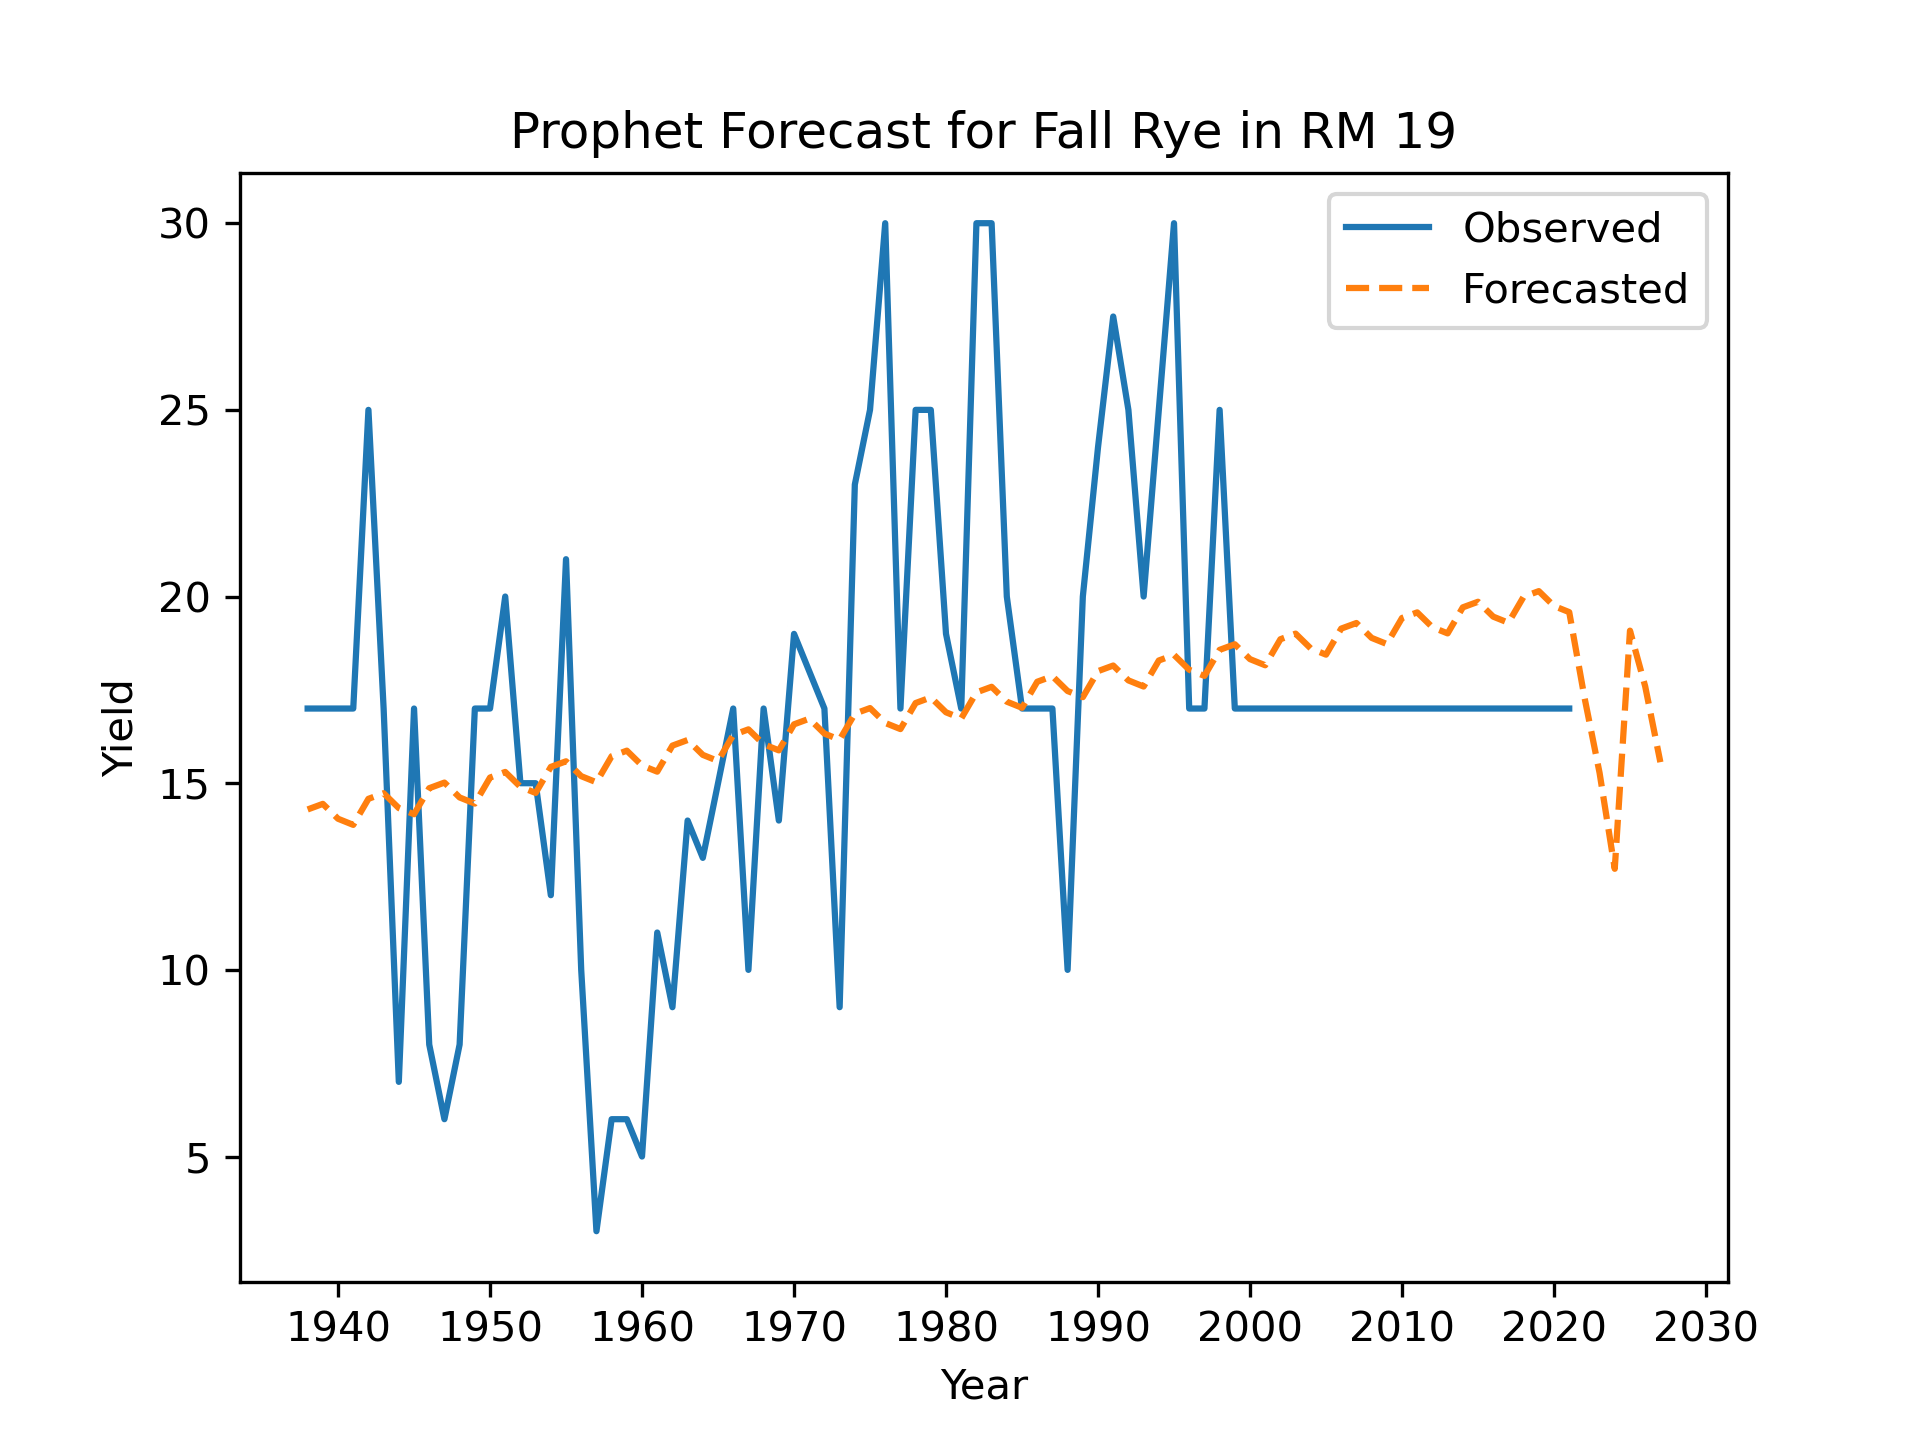 Prophet Forecast for Fall Rye in RM 19
Observed
Forecasted
30
25
20
15
10
5
Yield
1940 1950 1960 1970 1980 1990 2000 2010 2020 2030
Year